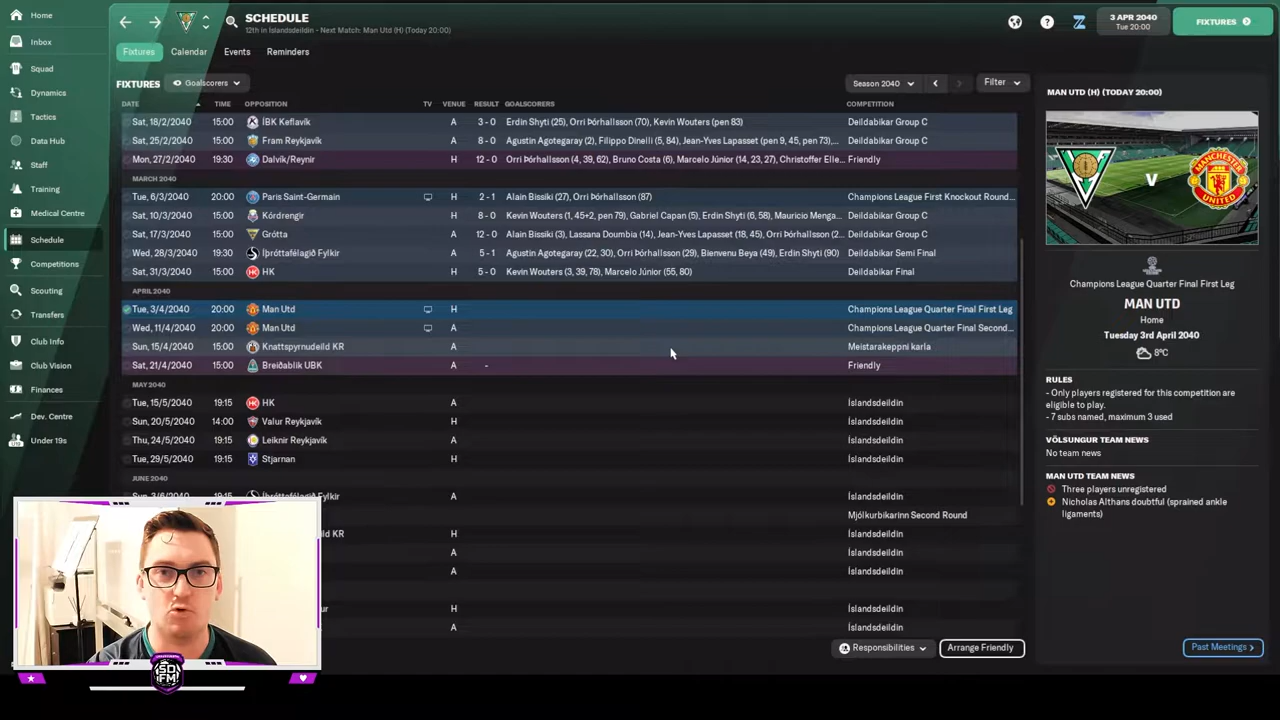 Home
Inbox
Squad
Dynamics
Tactics
Data Hub
Staff
Training
Medical Centre
Schedule
Competitions
Scouting
Transfers
Club Info
Club Vision
Finances
Dev. Centre
Under 19s
SCHEDULE
12th in Íslandsdeildin - Next Match: Man Utd (H) (Today 20:00)
3 APR 2040
Tue 20:00
FIXTURES
Fixtures Calendar Events Reminders
FIXTURES Goalscorers Season 2040 Filter
DATE TIME OPPOSITION TV VENUE RESULT GOALSCORERS COMPETITION
Sat, 18/2/2040 15:00 ÍBK Keflavík A 3 - 0 Erdin Shyti (25), Orri Þórhallsson (70), Kevin Wouters (pen 83) Deildabikar Group C
Sat, 25/2/2040 15:00 Fram Reykjavík A 8 - 0 Agustin Agotegaray (2), Filippo Dinelli (5, 84), Jean-Yves Lapasset (pen 9, 45, pen 73),... Deildabikar Group C
Mon, 27/2/2040 19:30 Dalvík/Reynir H 12 - 0 Orri Þórhallsson (4, 39, 62), Bruno Costa (6), Marcelo Júnior (14, 23, 27), Christoffer Elle... Friendly
MARCH 2040
Tue, 6/3/2040 20:00 Paris Saint-Germain H 2 - 1 Alain Bissiki (27), Orri Þórhallsson (87) Champions League First Knockout Round...
Sat, 10/3/2040 15:00 Kórdrengir H 8 - 0 Kevin Wouters (1, 45+2, pen 79), Gabriel Capan (5), Erdin Shyti (6, 58), Mauricio Menga... Deildabikar Group C
Sat, 17/3/2040 15:00 Grótta A 12 - 0 Alain Bissiki (3), Lassana Doumbia (14), Jean-Yves Lapasset (18, 45), Orri Þórhallsson (2... Deildabikar Group C
Wed, 28/3/2040 19:30 Íþróttafélagið Fylkir A 5 - 1 Agustin Agotegaray (22, 30), Orri Þórhallsson (29), Bienvenu Beya (49), Erdin Shyti (90) Deildabikar Semi Final
Sat, 31/3/2040 15:00 HK H 5 - 0 Kevin Wouters (3, 39, 78), Marcelo Júnior (55, 80) Deildabikar Final
APRIL 2040
Tue, 3/4/2040 20:00 Man Utd H Champions League Quarter Final First Leg
Wed, 11/4/2040 20:00 Man Utd A Champions League Quarter Final Second...
Sun, 15/4/2040 15:00 Knattspyrnudeild KR A Meistarakeppni karla
Sat, 21/4/2040 15:00 Breiðablik UBK A - Friendly
MAY 2040
Tue, 15/5/2040 19:15 HK A Íslandsdeildin
Sun, 20/5/2040 14:00 Valur Reykjavík H Íslandsdeildin
Thu, 24/5/2040 19:15 Leiknir Reykjavík A Íslandsdeildin
Tue, 29/5/2040 19:15 Stjarnan H Íslandsdeildin
JUNE 2040
Sun, 3/6/2040 19:15 Íþróttafélagið Fylkir A Íslandsdeildin
Mjólkurbikarinn Second Round
KR H Íslandsdeildin
A Íslandsdeildin
A Íslandsdeildin
H Íslandsdeildin
A Íslandsdeildin
Responsibilities Arrange Friendly
MAN UTD (H) (TODAY 20:00)
V
MANCHESTER
UNITED
Champions League Quarter Final First Leg
MAN UTD
Home
Tuesday 3rd April 2040
8°C
RULES
- Only players registered for this competition are
eligible to play.
- 7 subs named, maximum 3 used
VÖLSUNGUR TEAM NEWS
No team news
MAN UTD TEAM NEWS
Three players unregistered
Nicholas Althans doubtful (sprained ankle
ligaments)
Past Meetings
SDFM